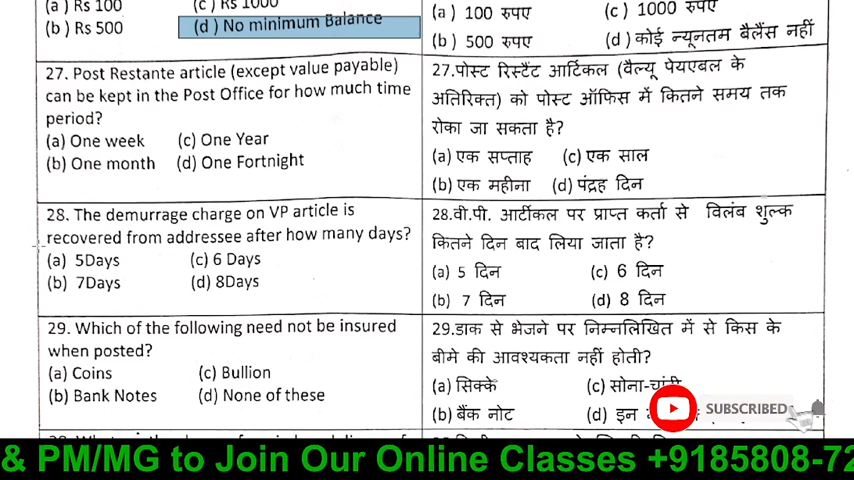 (a ) Rs 100 (c ) Rs 1000
(b ) Rs 500 (d ) No minimum Balance
27. Post Restante article (except value payable)
can be kept in the Post Office for how much time
period?
(a) One week (c) One Year
(b) One month (d) One Fortnight
28. The demurrage charge on VP article is
recovered from addressee after how many days?
(a) 5Days (c) 6 Days
(b) 7Days (d) 8Days
29. Which of the following need not be insured
when posted?
(a) Coins (c) Bullion
(b) Bank Notes (d) None of these
(a ) 100 रुपए (c ) 1000 रुपए
(b ) 500 रुपए (d ) कोई न्यूनतम बैलैंस नहीं
27.पोस्ट रिस्टैंट आर्टिकल (वैल्यू पेयएबल के
अतिरिक्त) को पोस्ट ऑफिस में कितने समय तक
रोका जा सकता है?
(a) एक सप्ताह (c) एक साल
(b) एक महीना (d) पंद्रह दिन
28.वी.पी. आर्टीकल पर प्राप्त कर्ता से विलंब शुल्क
कितने दिन बाद लिया जाता है?
(a) 5 दिन (c) 6 दिन
(b) 7 दिन (d) 8 दिन
29.डाक से भेजने पर निम्नलिखित में से किस के
बीमे की आवश्यकता नहीं होती?
(a) सिक्के (c) सोना-चांदी
(b) बैंक नोट (d) इन
SUBSCRIBED
& PM/MG to Join Our Online Classes +9185808-72